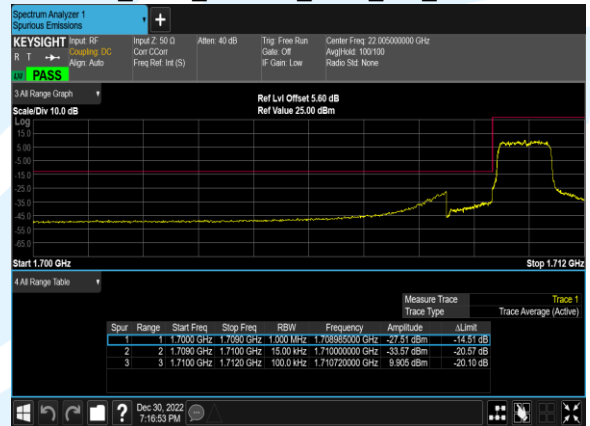 Spectrum Analyzer 1
Spurious Emissions
+
KEYSIGHT Input: RF Input Z: 50 Ω Atten: 40 dB Trig: Free Run Center Freq: 22.005000000 GHz
R T Coupling: DC Corr CCorr Gate: Off Avg|Hold: 100/100
Align: Auto Freq Ref: Int (S) IF Gain: Low Radio Std: None
PASS
3 All Range Graph
Ref Lvl Offset 5.60 dB
Scale/Div 10.0 dB Ref Value 25.00 dBm
Log
15.0
5.00
-5.00
-15.0
-25.0
-35.0
-45.0
-55.0
-65.0
Start 1.700 GHz Stop 1.712 GHz
4 All Range Table
Measure Trace Trace 1
Trace Type Trace Average (Active)
Spur Range Start Freq Stop Freq RBW Frequency Amplitude ΔLimit
1 1 1.7000 GHz 1.7090 GHz 1.000 MHz 1.708985000 GHz -27.51 dBm -14.51 dB
2 2 1.7090 GHz 1.7100 GHz 15.00 kHz 1.710000000 GHz -33.57 dBm -20.57 dB
3 3 1.7100 GHz 1.7120 GHz 100.0 kHz 1.710720000 GHz 9.905 dBm -20.10 dB
? Dec 30, 2022
7:16:53 PM